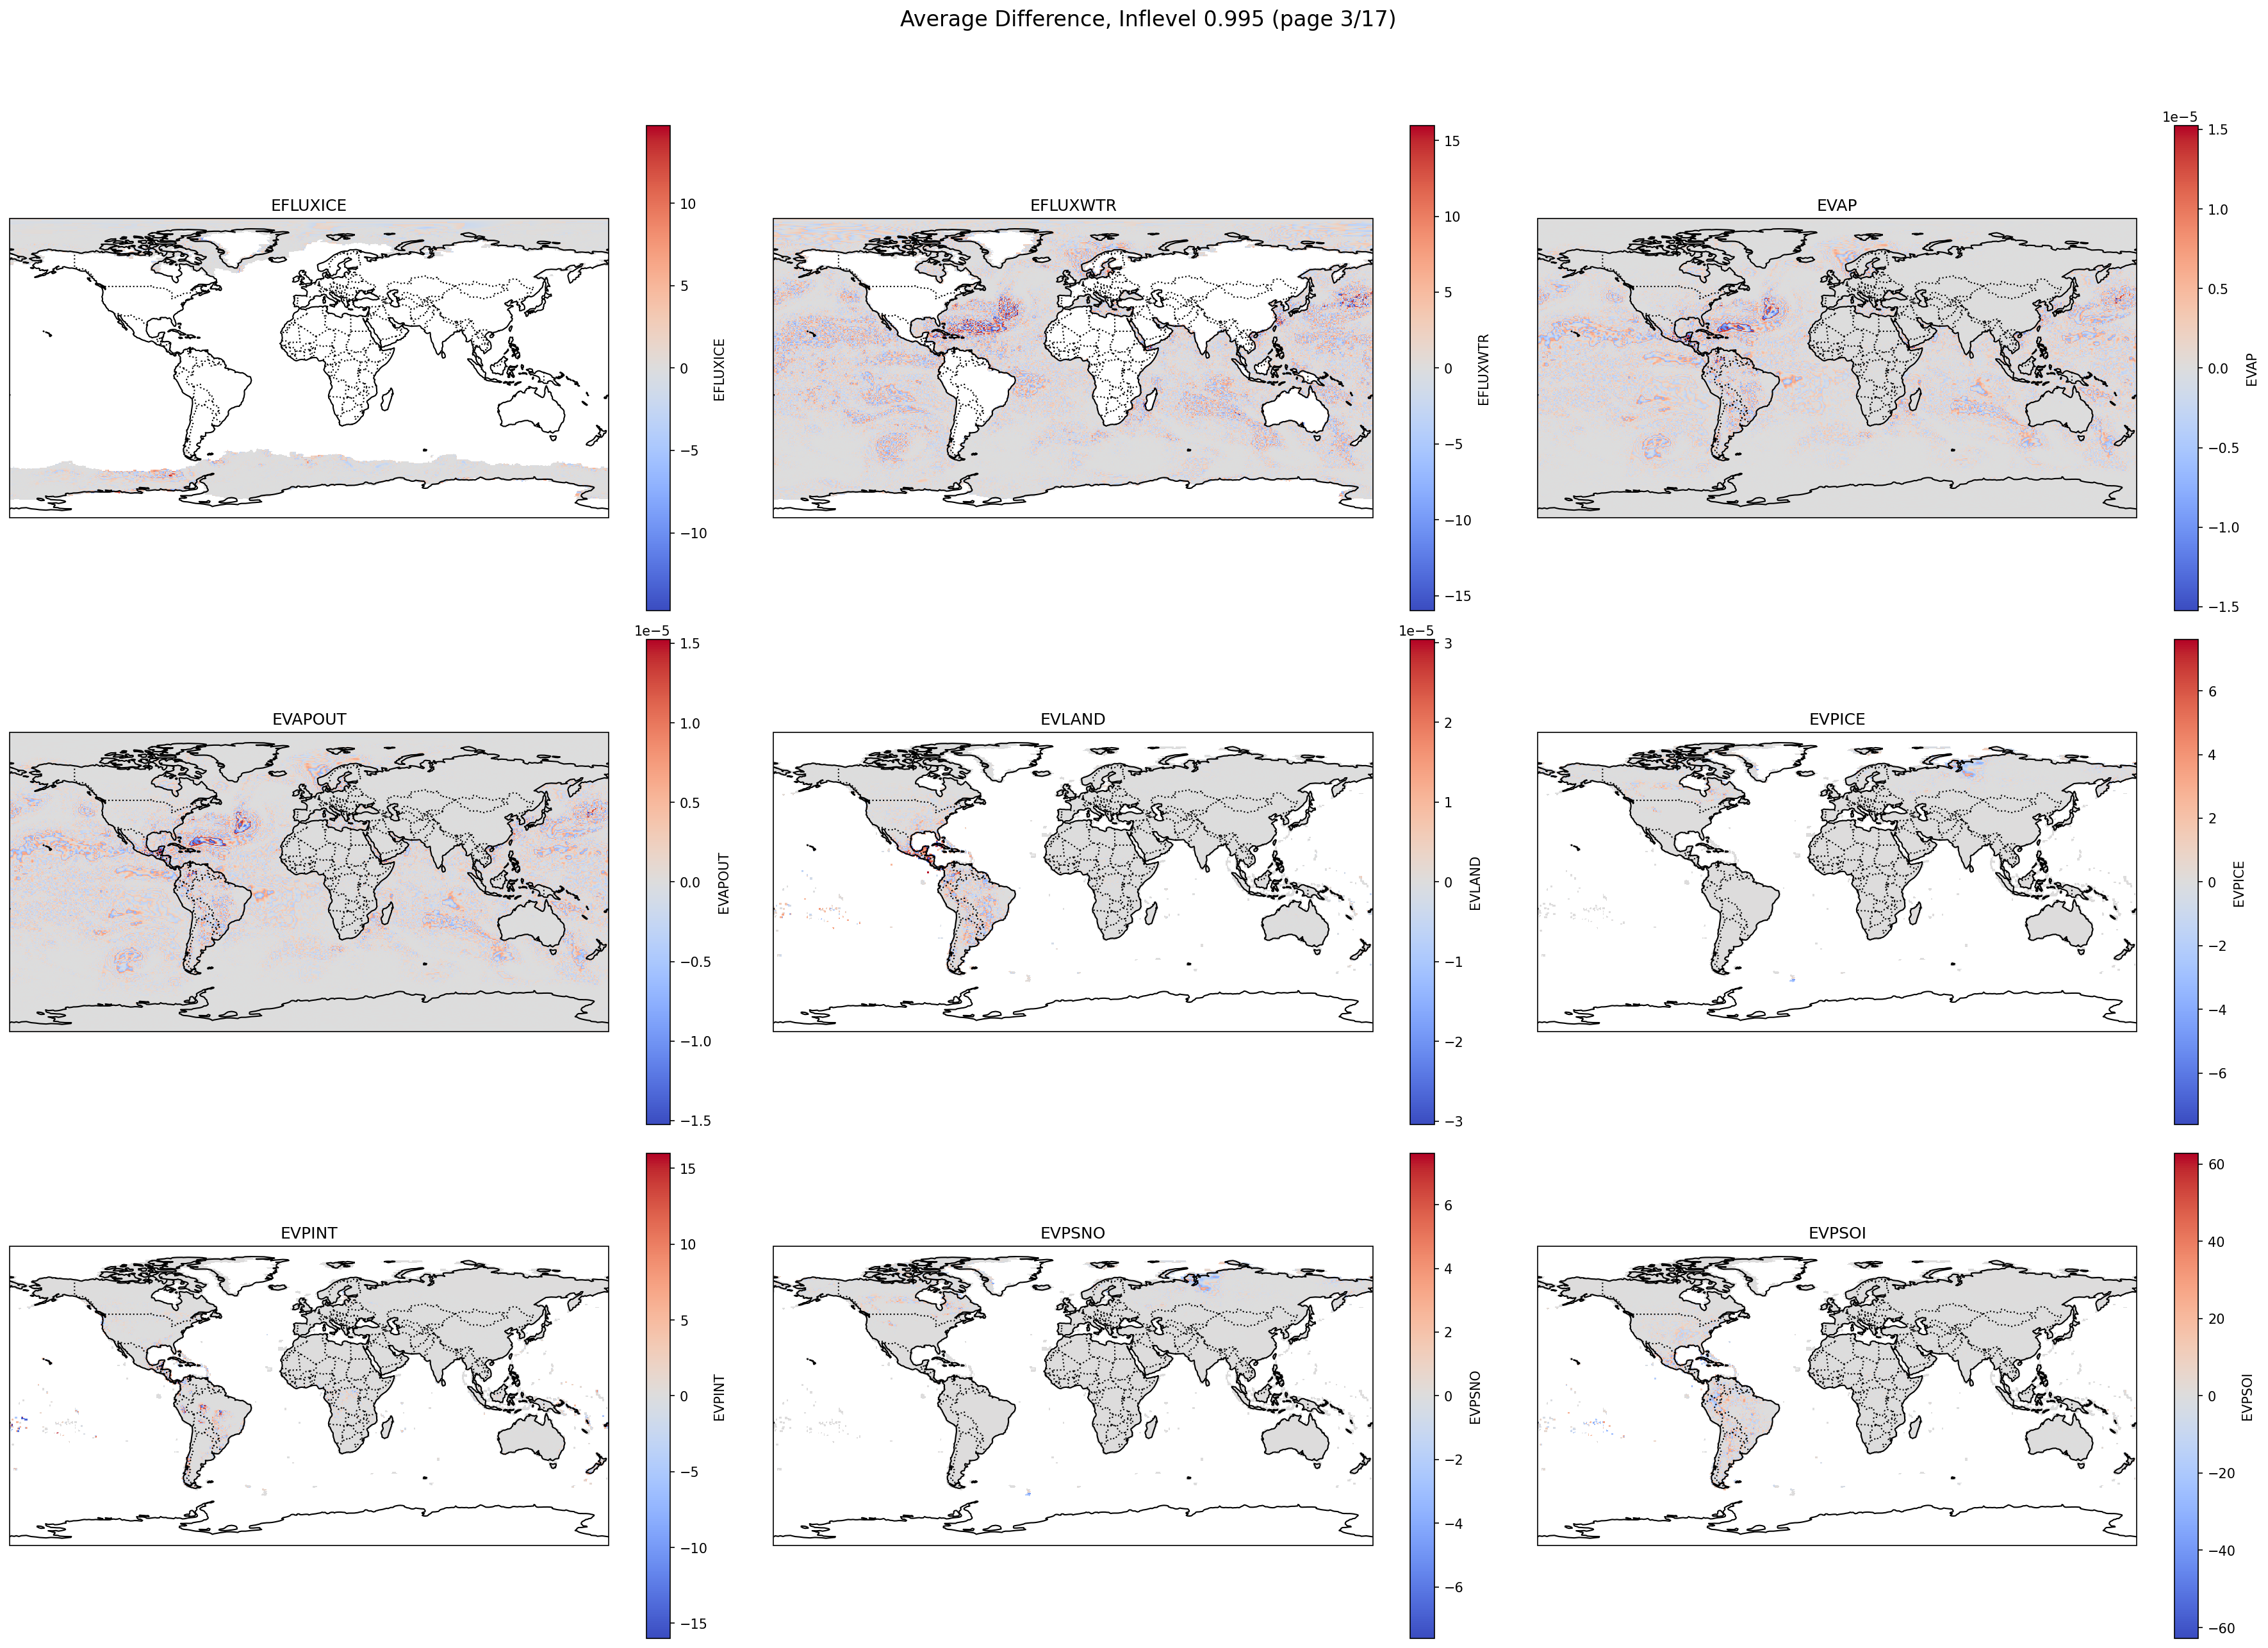 Average Difference, Inflevel 0.995 (page 3/17)
EFLUXICE
10
5
0
−5
−10
EFLUXICE
EFLUXWTR
15
10
5
0
−5
−10
−15
EFLUXWTR
EVAP
1e−5
1.5
1.0
0.5
0.0
−0.5
−1.0
−1.5
EVAP
EVAPOUT
1e−5
1.5
1.0
0.5
0.0
−0.5
−1.0
−1.5
EVAPOUT
EVLAND
1e−5
3
2
1
0
−1
−2
−3
EVLAND
EVPICE
6
4
2
0
−2
−4
−6
EVPICE
EVPINT
15
10
5
0
−5
−10
−15
EVPINT
EVPSNO
6
4
2
0
−2
−4
−6
EVPSNO
EVPSOI
60
40
20
0
−20
−40
−60
EVPSOI